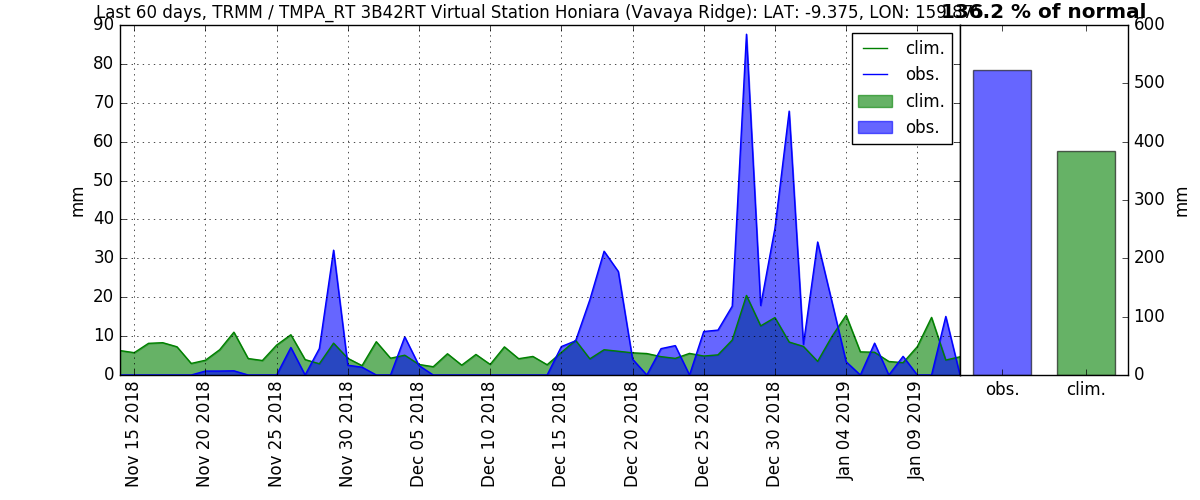 Last 60 days, TRMM / TMPA_RT 3B42RT Virtual Station Honiara (Vavaya Ridge): LAT: -9.375, LON:
136.2 % of normal
90
80
70
60
50
40
30
20
10
0
mm
clim.
obs.
clim.
obs.
600
500
400
300
200
100
0
mm
Nov 15 2018
Nov 20 2018
Nov 25 2018
Nov 30 2018
Dec 05 2018
Dec 10 2018
Dec 15 2018
Dec 20 2018
Dec 25 2018
Dec 30 2018
Jan 04 2019
Jan 09 2019
obs.
clim.